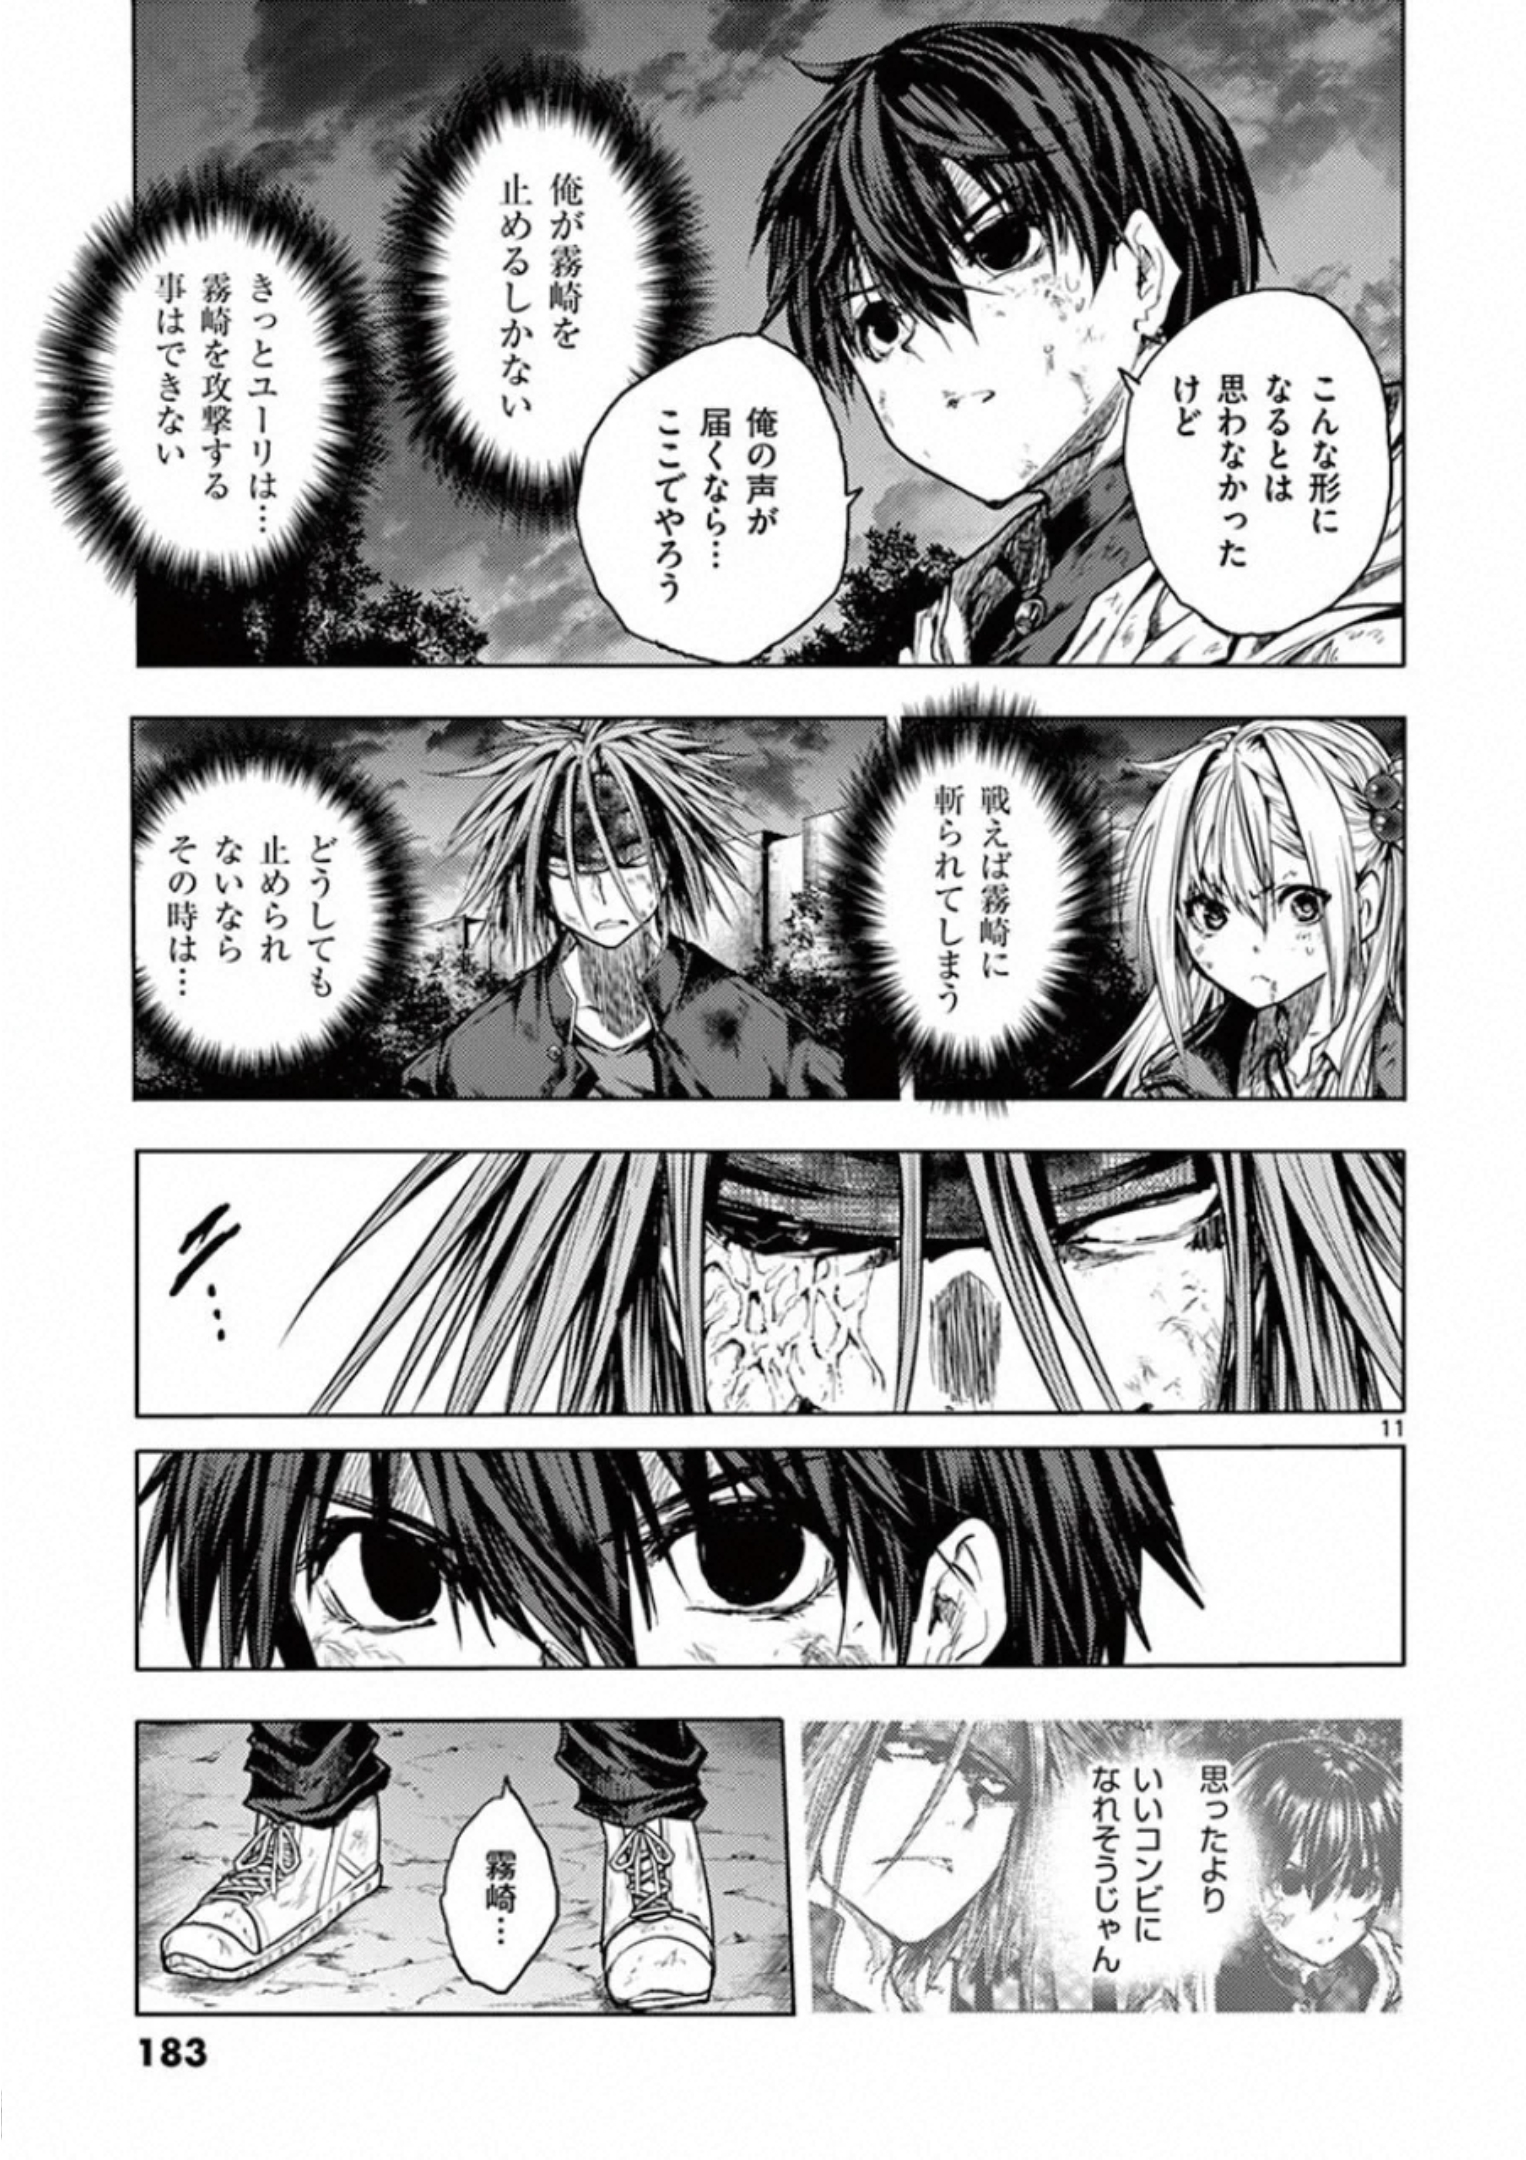 こんな形に
なるとは
思わなかった
けど
俺の声が
届くなら…
ここでやろう
俺が霧崎を
止めるしかない
きっとユーリは…
霧崎を攻撃する
事はできない
戦えば霧崎に
斬られてしまう
どうしても
止められ
ないなら
その時は…
11
思ったより
いいコンビに
なれそうじゃん
霧崎…
183